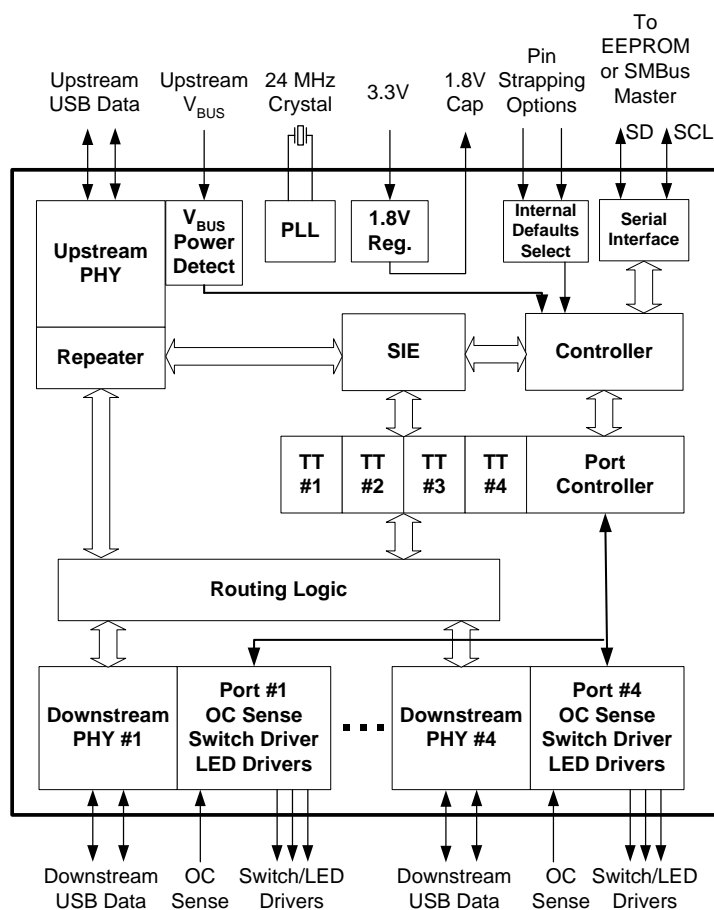 Upstream
USB Data
Upstream
VBUS
24 MHz
Crystal
3.3V
1.8V
Cap
Pin
Strapping
Options
To
EEPROM
or SMBus
Master
SD
SCL
Upstream
PHY
VBUS
Power
Detect
PLL
1.8V
Reg.
Internal
Defaults
Select
Serial
Interface
Repeater
SIE
Controller
TT
#1
TT
#2
TT
#3
TT
#4
Port
Controller
Routing Logic
Downstream
PHY #1
Port #1
OC Sense
Switch Driver
LED Drivers
...
Downstream
PHY #4
Port #4
OC Sense
Switch Driver
LED Drivers
Downstream
USB Data
OC
Sense
Switch/LED
Drivers
Downstream
USB Data
OC
Sense
Switch/LED
Drivers